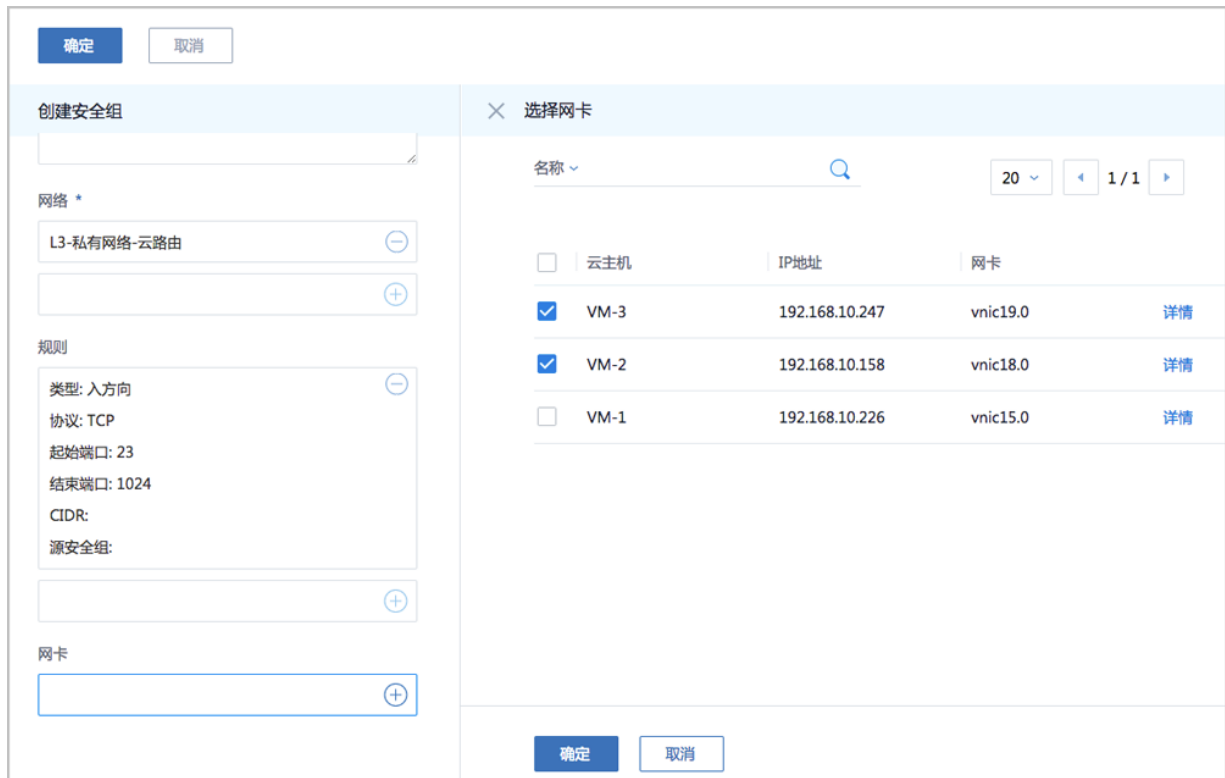 确定 取消
创建安全组
网络 *
L3-私有网络-云路由
规则
类型: 入方向
协议: TCP
起始端口: 23
结束端口: 1024
CIDR:
源安全组:
网卡
选择网卡
名称
20 1 / 1
云主机 IP地址 网卡
VM-3 192.168.10.247 vnic19.0 详情
VM-2 192.168.10.158 vnic18.0 详情
VM-1 192.168.10.226 vnic15.0 详情
确定 取消